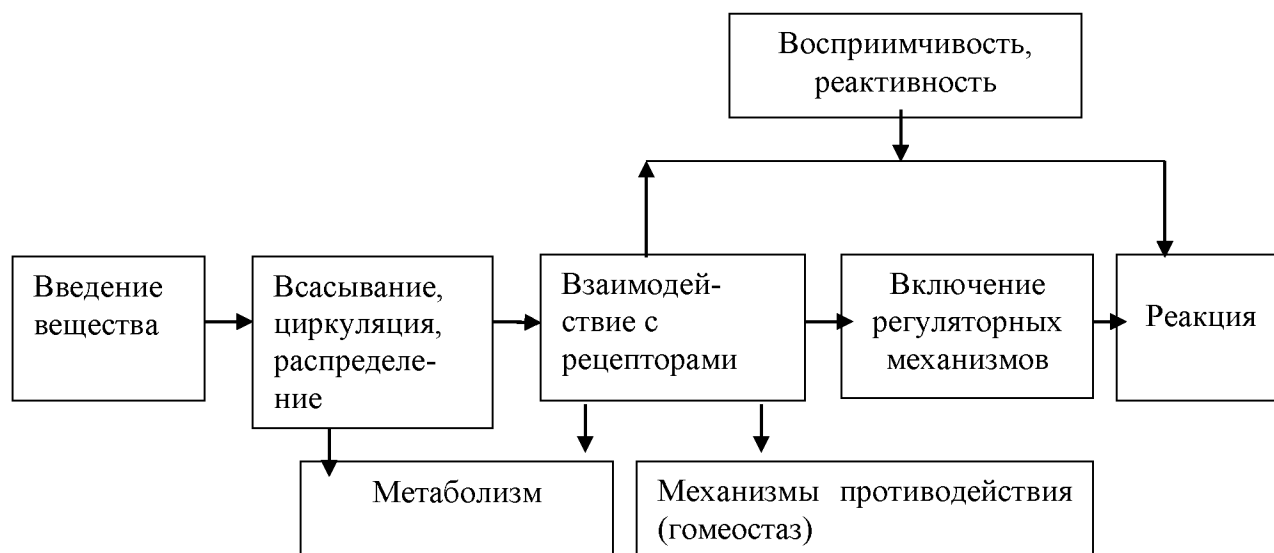 Восприимчивость,
реактивность
Введение
вещества
Всасывание,
циркуляция,
распределе-
ние
Взаимодей-
ствие с
рецепторами
Включение
регуляторных
механизмов
Реакция
Метаболизм
Механизмы противодействия
(гомеостаз)